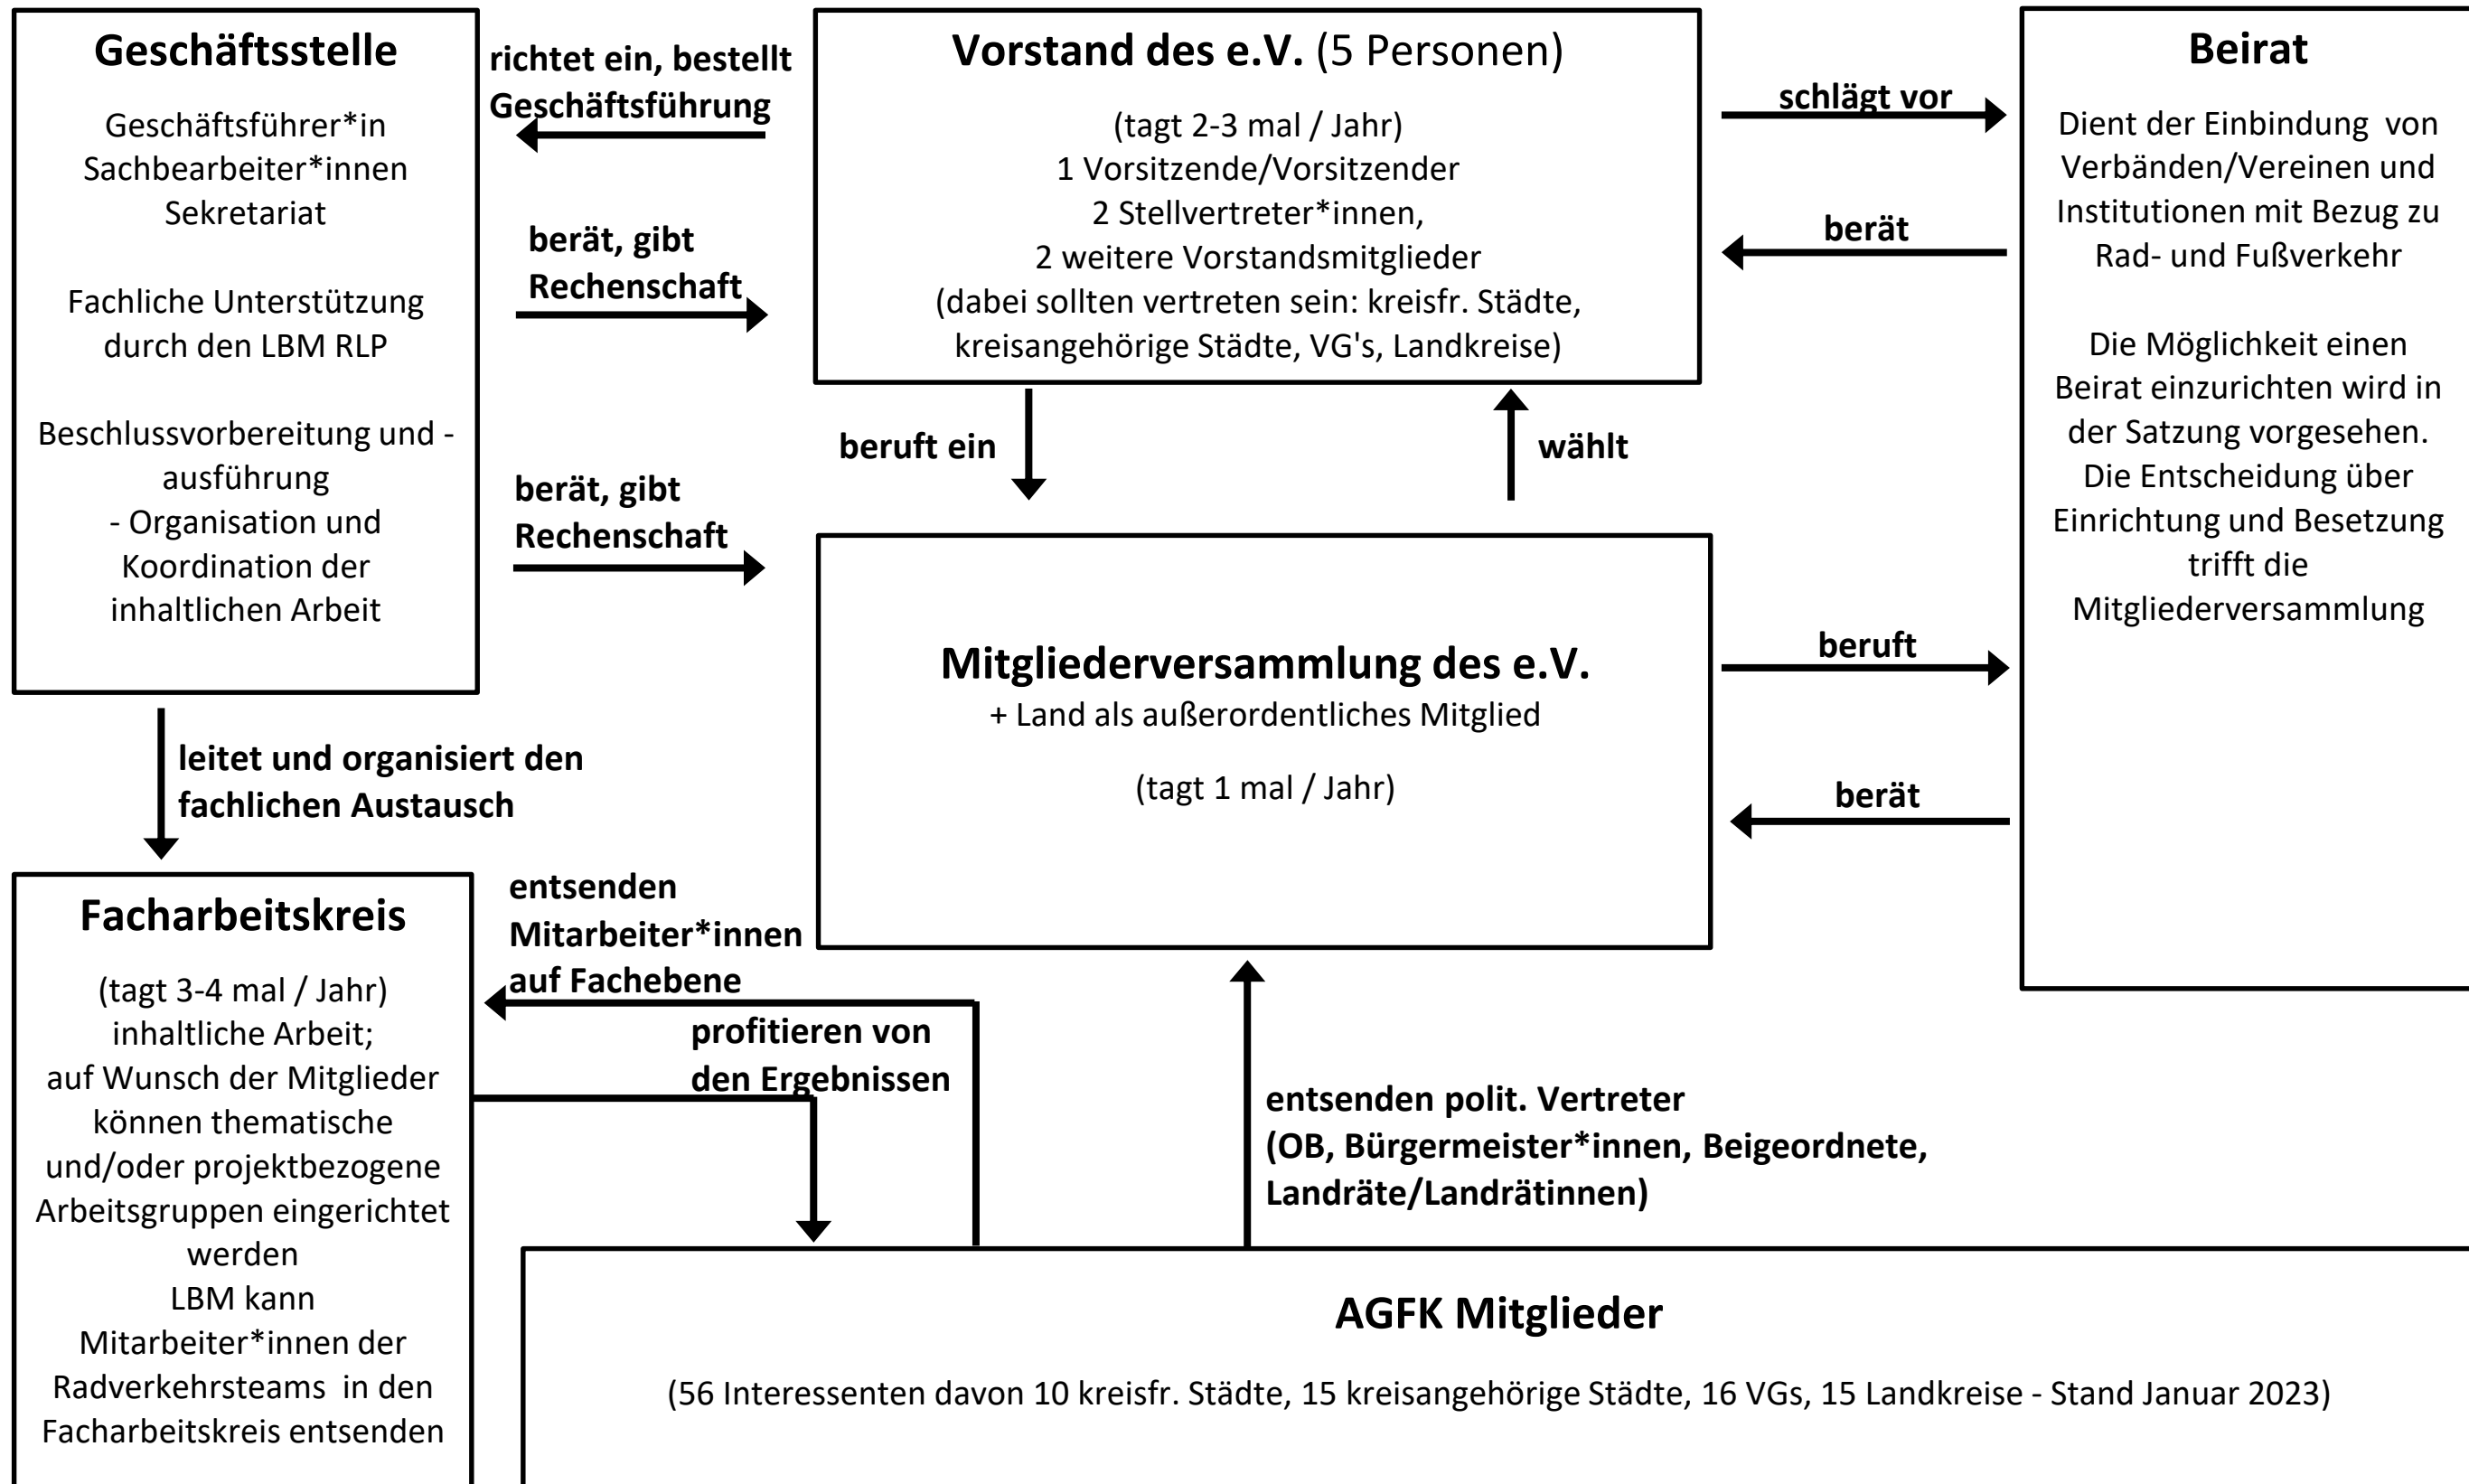 Geschäftsstelle
Geschäftsführer*in
Sachbearbeiter*innen
Sekretariat
Fachliche Unterstützung
durch den LBM RLP
Beschlussvorbereitung und -
ausführung
- Organisation und
Koordination der
inhaltlichen Arbeit
richtet ein, bestellt
Geschäftsführung
berät, gibt
Rechenschaft
berät, gibt
Rechenschaft
Vorstand des e.V. (5 Personen)
(tagt 2-3 mal / Jahr)
1 Vorsitzende/Vorsitzender
2 Stellvertreter*innen,
2 weitere Vorstandsmitglieder
(dabei sollten vertreten sein: kreisfr. Städte,
kreisangehörige Städte, VG's, Landkreise)
schlägt vor
berät
Beirat
Dient der Einbindung  von
Verbänden/Vereinen und
Institutionen mit Bezug zu
Rad- und Fußverkehr
Die Möglichkeit einen
Beirat einzurichten wird in
der Satzung vorgesehen.
Die Entscheidung über
Einrichtung und Besetzung
trifft die
Mitgliederversammlung
beruft ein
wählt
Mitgliederversammlung des e.V.
+ Land als außerordentliches Mitglied
(tagt 1 mal / Jahr)
beruft
berät
leitet und organisiert den
fachlichen Austausch
Facharbeitskreis
(tagt 3-4 mal / Jahr)
inhaltliche Arbeit;
auf Wunsch der Mitglieder
können thematische
und/oder projektbezogene
Arbeitsgruppen eingerichtet
werden
LBM kann
Mitarbeiter*innen der
Radverkehrsteams  in den
Facharbeitskreis entsenden
entsenden
Mitarbeiter*innen
auf Fachebene
profitieren von
den Ergebnissen
entsenden polit. Vertreter
(OB, Bürgermeister*innen, Beigeordnete,
Landräte/Landrätinnen)
AGFK Mitglieder
(56 Interessenten davon 10 kreisfr. Städte, 15 kreisangehörige Städte, 16 VGs, 15 Landkreise - Stand Januar 2023)